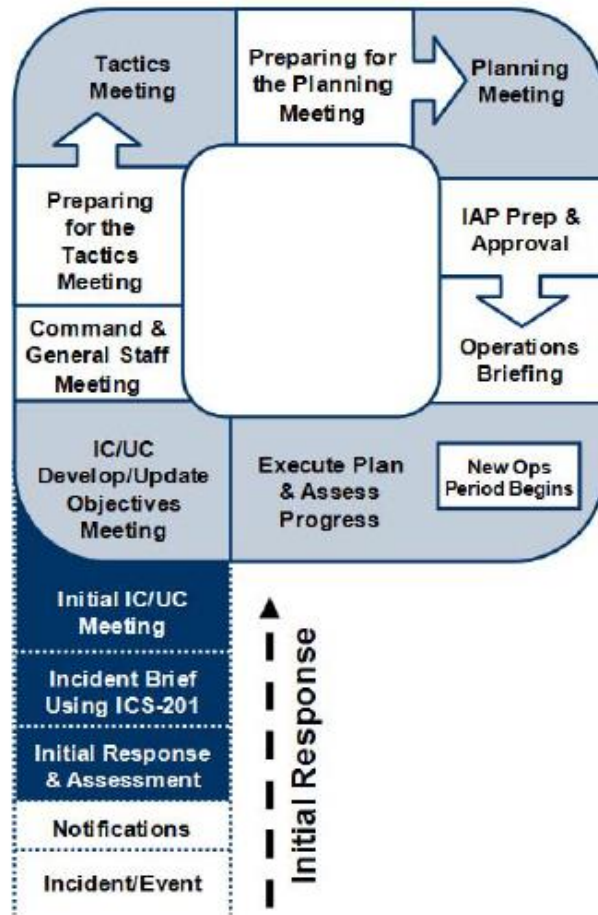 Tactics
Meeting
Preparing for
the Planning
Meeting
Planning
Meeting
Preparing
for the
Tactics
Meeting
IAP Prep &
Approval
Command &
General Staff
Meeting
Operations
Briefing
IC/UC
Develop/Update
Objectives
Meeting
Execute Plan
& Assess
Progress
New Ops
Period Begins
Initial IC/UC
Meeting
Incident Brief
Using ICS-201
Initial Response
& Assessment
Notifications
Incident/Event
Initial Response